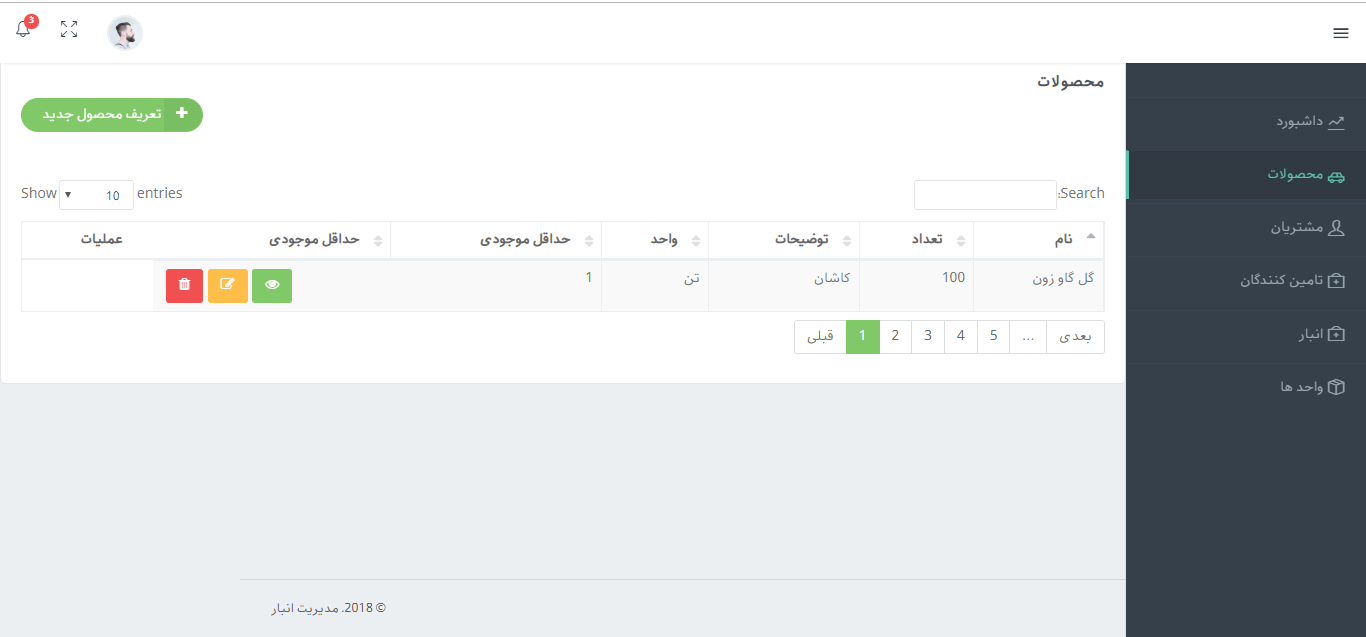 3
محصولات
تعریف محصول جدید
داشبورد
محصولات
مشتریان
تامین کنندگان
انبار
واحد ها
Show 10 entries
Search:
نام تعداد توضیحات واحد حداقل موجودی حداقل موجودی عملیات
گل گاو زون 100 کاشان تن 1
قبلی 1 2 3 4 5 ... بعدی
© 2018. مدیریت انبار